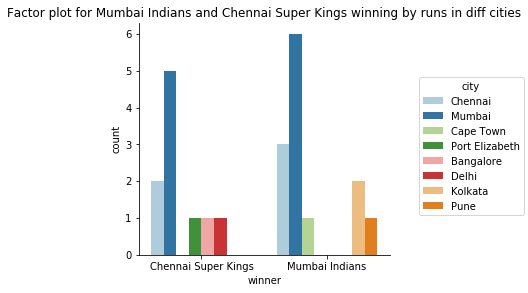 Factor plot for Mumbai Indians and Chennai Super Kings winning by runs in diff cities
6
5
4
3
2
1
0
count
Chennai Super Kings
Mumbai Indians
winner
city
Chennai
Mumbai
Cape Town
Port Elizabeth
Bangalore
Delhi
Kolkata
Pune